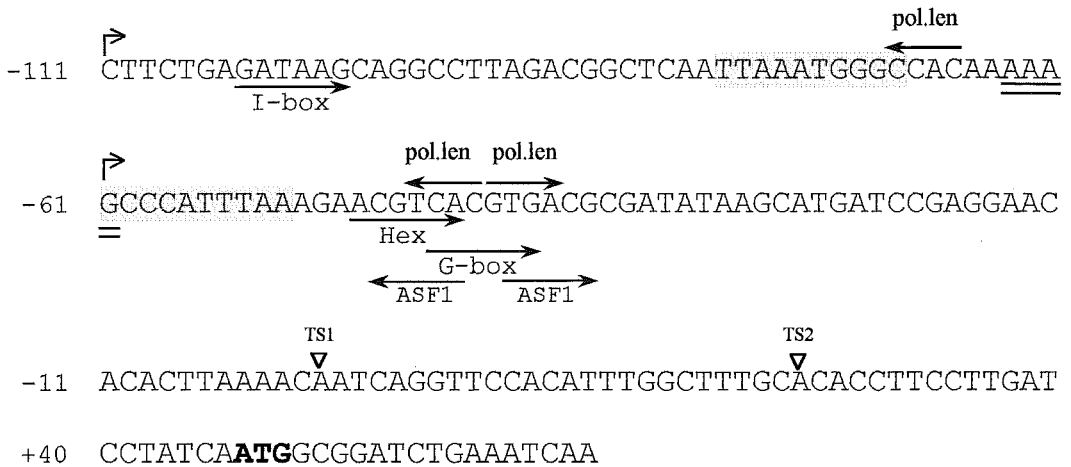 pol.len
-111 CTTCTGAGATAAGCAGGCCTTAGACGGCTCAATTAAATGGGCCACAAAAA
I-box
pol.len pol.len
-61 GCCCATTTAAAGAACGTCACGTGACGCGATATAAGCATGATCCGAGGAAC
Hex
G-box
ASF1 ASF1
TS1 TS2
-11 ACACTTAAAACAATCAGGTTCCACATTTGGCTTTGCACACCTTCCTTGAT
+40 CCTATCAATGGCGGATCTGAAATCAA